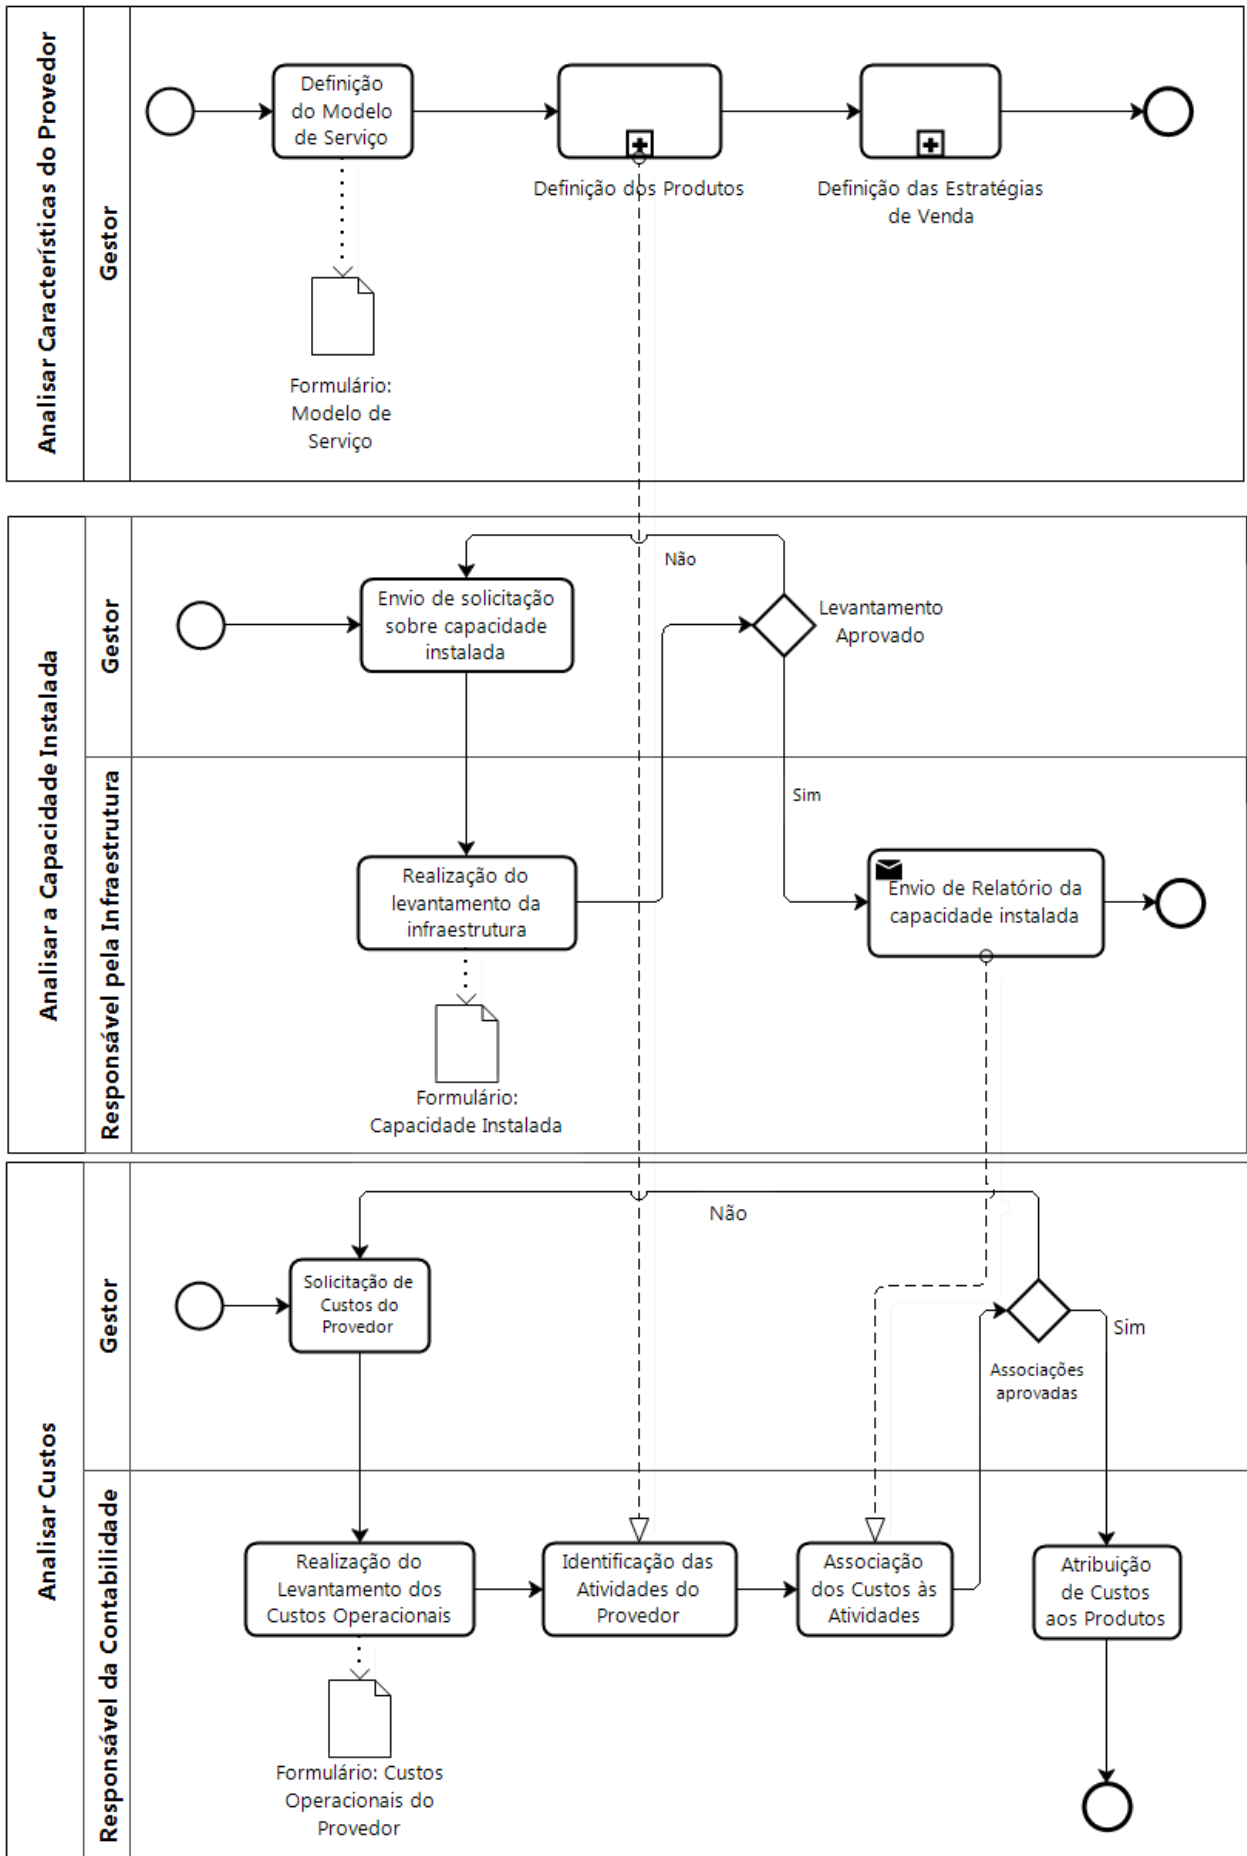 Analisar Características do Provedor
Gestor
Definição
do Modelo
de Serviço
Definição dos Produtos
Definição das Estratégias
de Venda
Formulário:
Modelo de
Serviço
Analisar a Capacidade Instalada
Gestor
Envio de solicitação
sobre capacidade
instalada
Não
Levantamento
Aprovado
Sim
Responsável pela Infraestrutura
Realização do
levantamento da
infraestrutura
Envio de Relatório da
capacidade instalada
Formulário:
Capacidade Instalada
Analisar Custos
Gestor
Não
Solicitação de
Custos do
Provedor
Sim
Associações
aprovadas
Responsável da Contabilidade
Realização do
Levantamento dos
Custos Operacionais
Identificação das
Atividades do
Provedor
Associação
dos Custos às
Atividades
Atribuição
de Custos
aos Produtos
Formulário: Custos
Operacionais do
Provedor